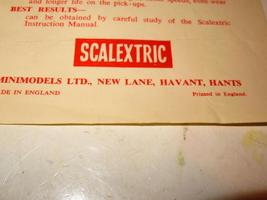 and longer life on the pick-ups.
BEST RESULTS—
can be obtained by careful study of the Scalextric
Instruction Manual.
SCALEXTRIC
MINIMODELS LTD., NEW LANE, HAVANT, HANTS
DE IN ENGLAND
Printed in England.